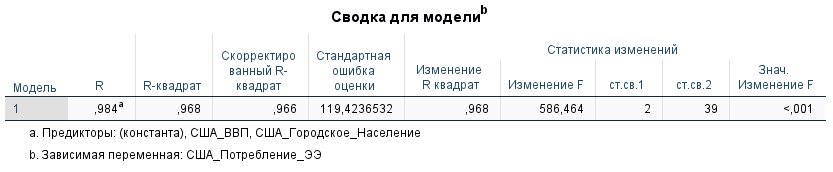 Сводка для модели^b
Статистика изменений
Модель R R-квадрат Скорректиро
ванный R-
квадрат Стандартная
ошибка
оценки Изменение
R квадрат Изменение F ст.св.1 ст.св.2 Знач.
Изменение F
1 ,984^a ,968 ,966 119,4236532 ,968 586,464 2 39 <,001
a. Предикторы: (константа), США_ВВП, США_Городское_Население
b. Зависимая переменная: США_Потребление_ЭЭ